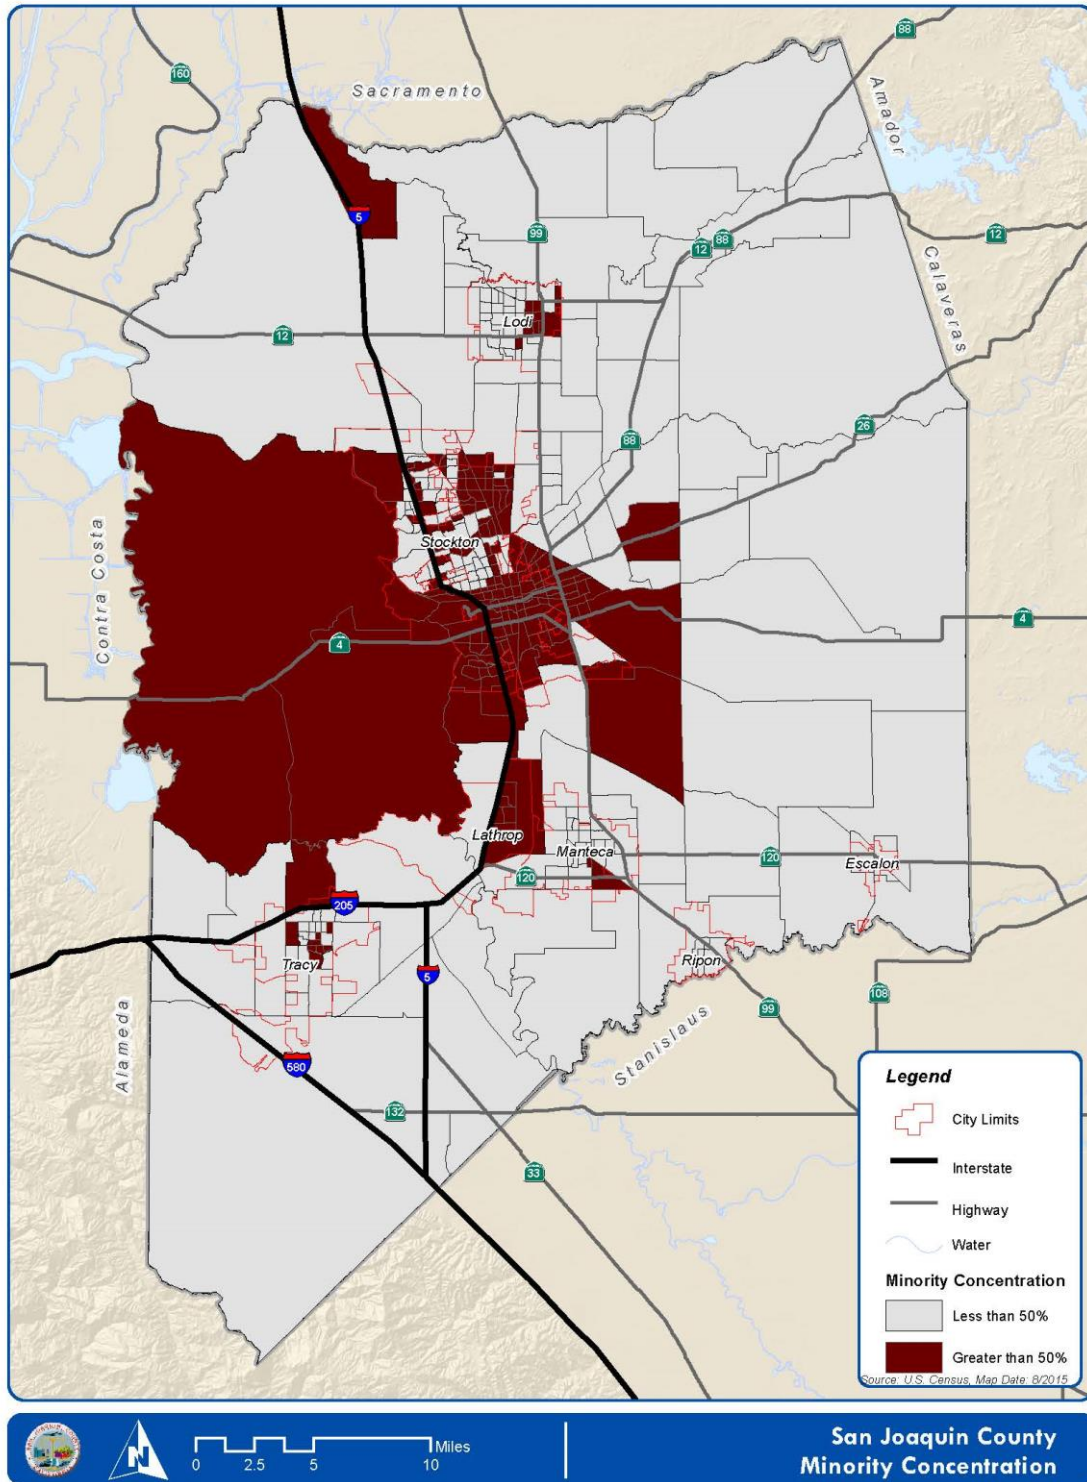 88
160
Sacramento
Amador
5
99
88
12
12
Calaveras
Lodi
12
26
88
Contra Costa
Stockton
4
4
Lathrop
Manteca
120
Escalon
120
205
Tracy
Ripon
5
108
99
Alameda
Stanislaus
580
132
33
Legend
City Limits
Interstate
Highway
Water
Minority Concentration
Less than 50%
Greater than 50%
Source: U.S. Census, Map Date: 8/2015
N
Miles
0 2.5 5 10
San Joaquin County
Minority Concentration